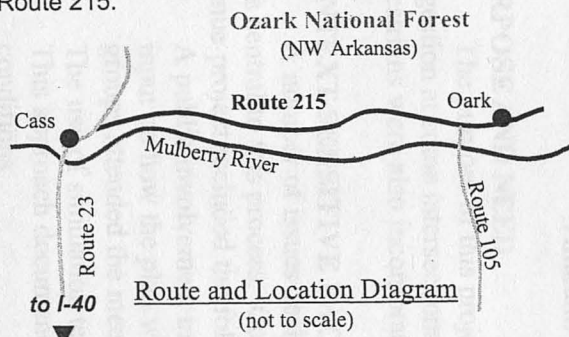 Route 215.
Ozark National Forest
(NW Arkansas)
Route 215
Oark
Cass
Mulberry River
Route 23
Route 105
to I-40
Route and Location Diagram
(not to scale)